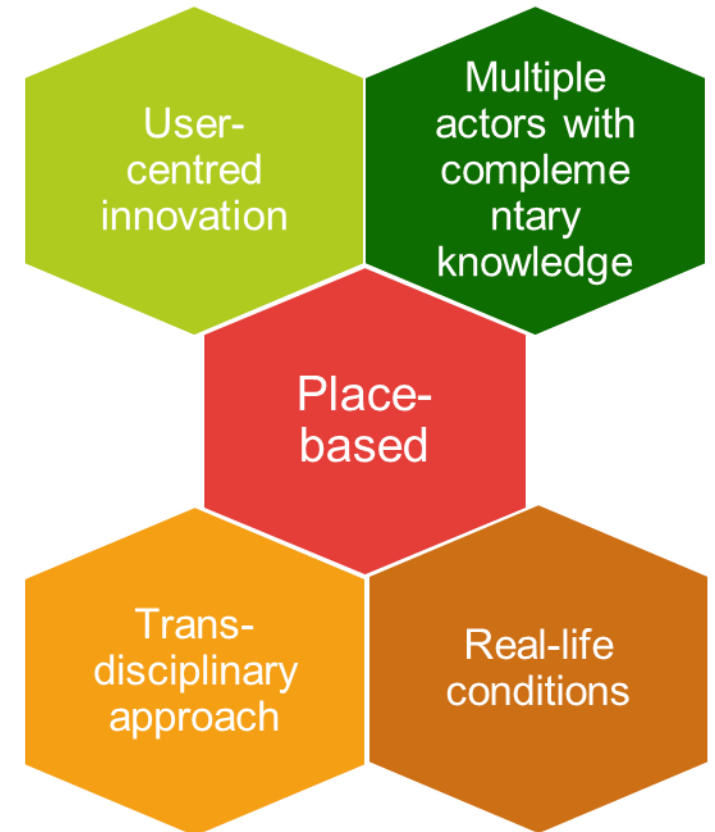 User-
centred
innovation
Multiple
actors with
compleme
ntary
knowledge
Place-
based
Trans-
disciplinary
approach
Real-life
conditions